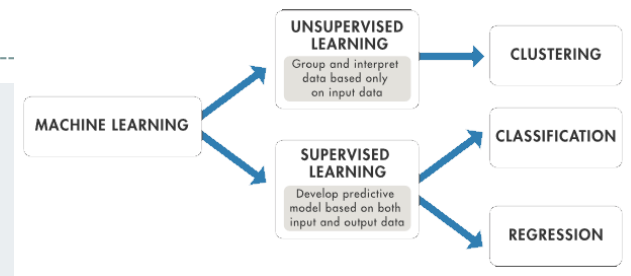 UNSUPERVISED
LEARNING
Group and interpret
data based only
on input data
CLUSTERING
MACHINE LEARNING
SUPERVISED
LEARNING
Develop predictive
model based on both
input and output data
CLASSIFICATION
REGRESSION